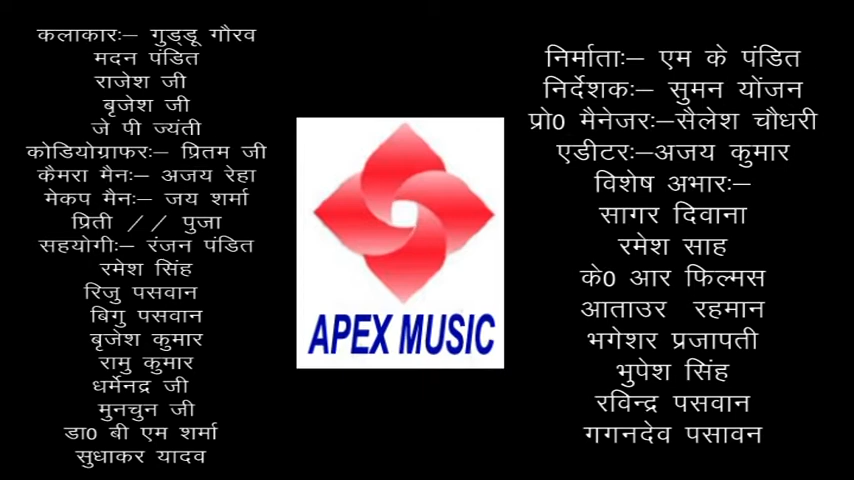 कलाकारः– गुड्डू गौरव
मदन पंडित
राजेश जी
बृजेश जी
जे पी ज्यंती
कोडियोग्राफरः– प्रितम जी
कैमरा मैनः– अजय रेहा
मेकप मैनः– जय शर्मा
प्रिती // पुजा
सहयोगीः– रंजन पंडित
रमेश सिंह
रिजु पसवान
बिगु पसवान
बृजेश कुमार
रामु कुमार
धर्मेनद्र जी
मुनचुन जी
डा0 बी एम शर्मा
सुधाकर यादव
APEX MUSIC
निर्माताः– एम के पंडित
निर्देशकः– सुमन योंजन
प्रो0 मैनेजरः–सैलेश चौधरी
एडीटरः–अजय कुमार
विशेष अभारः–
सागर दिवाना
रमेश साह
के0 आर फिल्मस
आताउर रहमान
भगेशर प्रजापती
भुपेश सिंह
रविन्द्र पसवान
गगनदेव पसावन